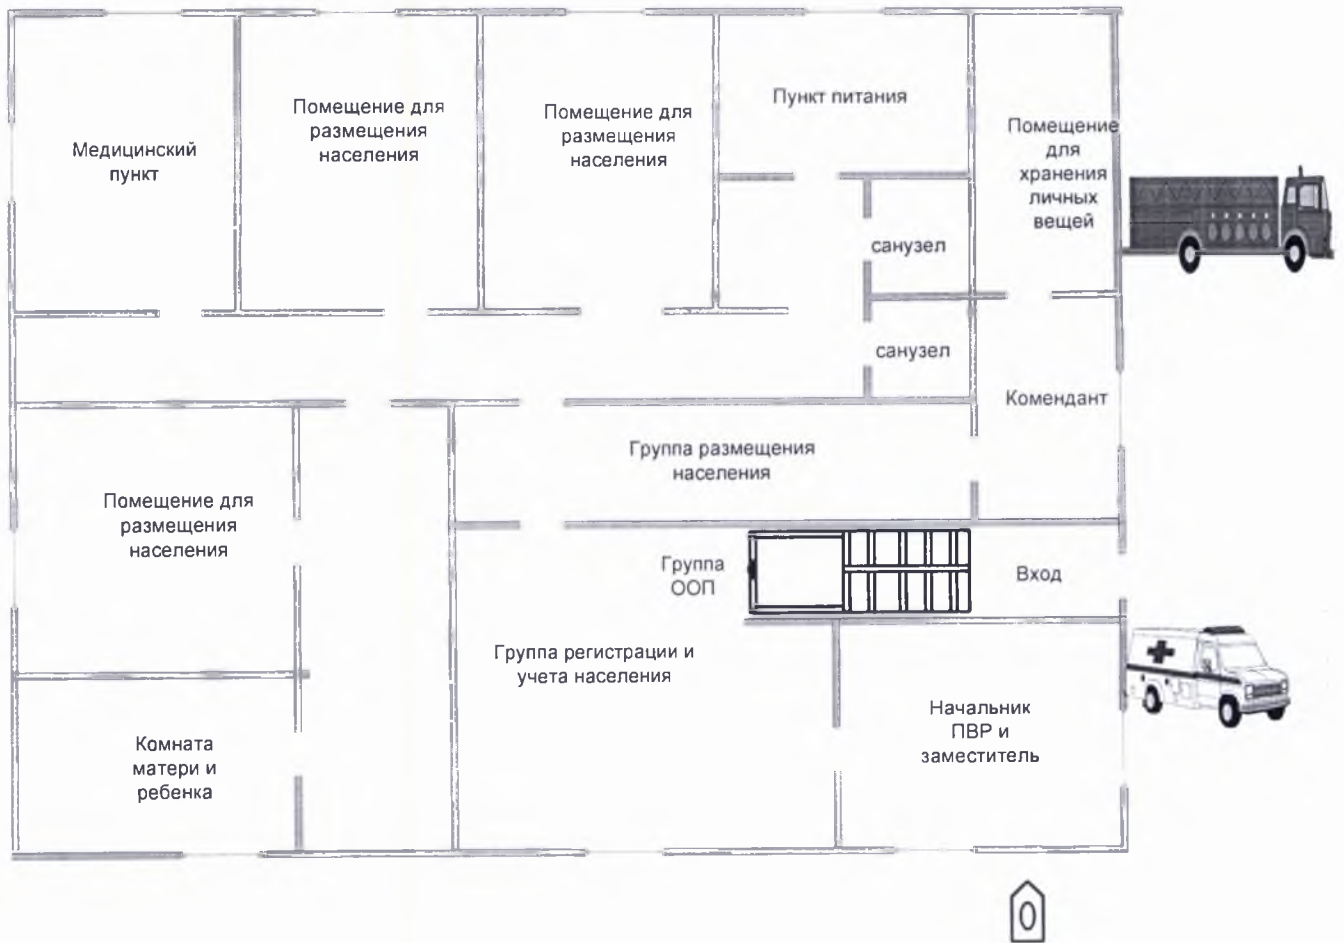 Медицинский
пункт
Помещение для
размещения
населения
Помещение для
размещения
населения
Пункт питания
Помещение
для
хранения
личных
вещей
санузел
санузел
Комендант
Группа размещения
населения
Помещение для
размещения
населения
Группа
ООП
Вход
Группа регистрации и
учета населения
Начальник
ПВР и
заместитель
Комната
матери и
ребенка
0